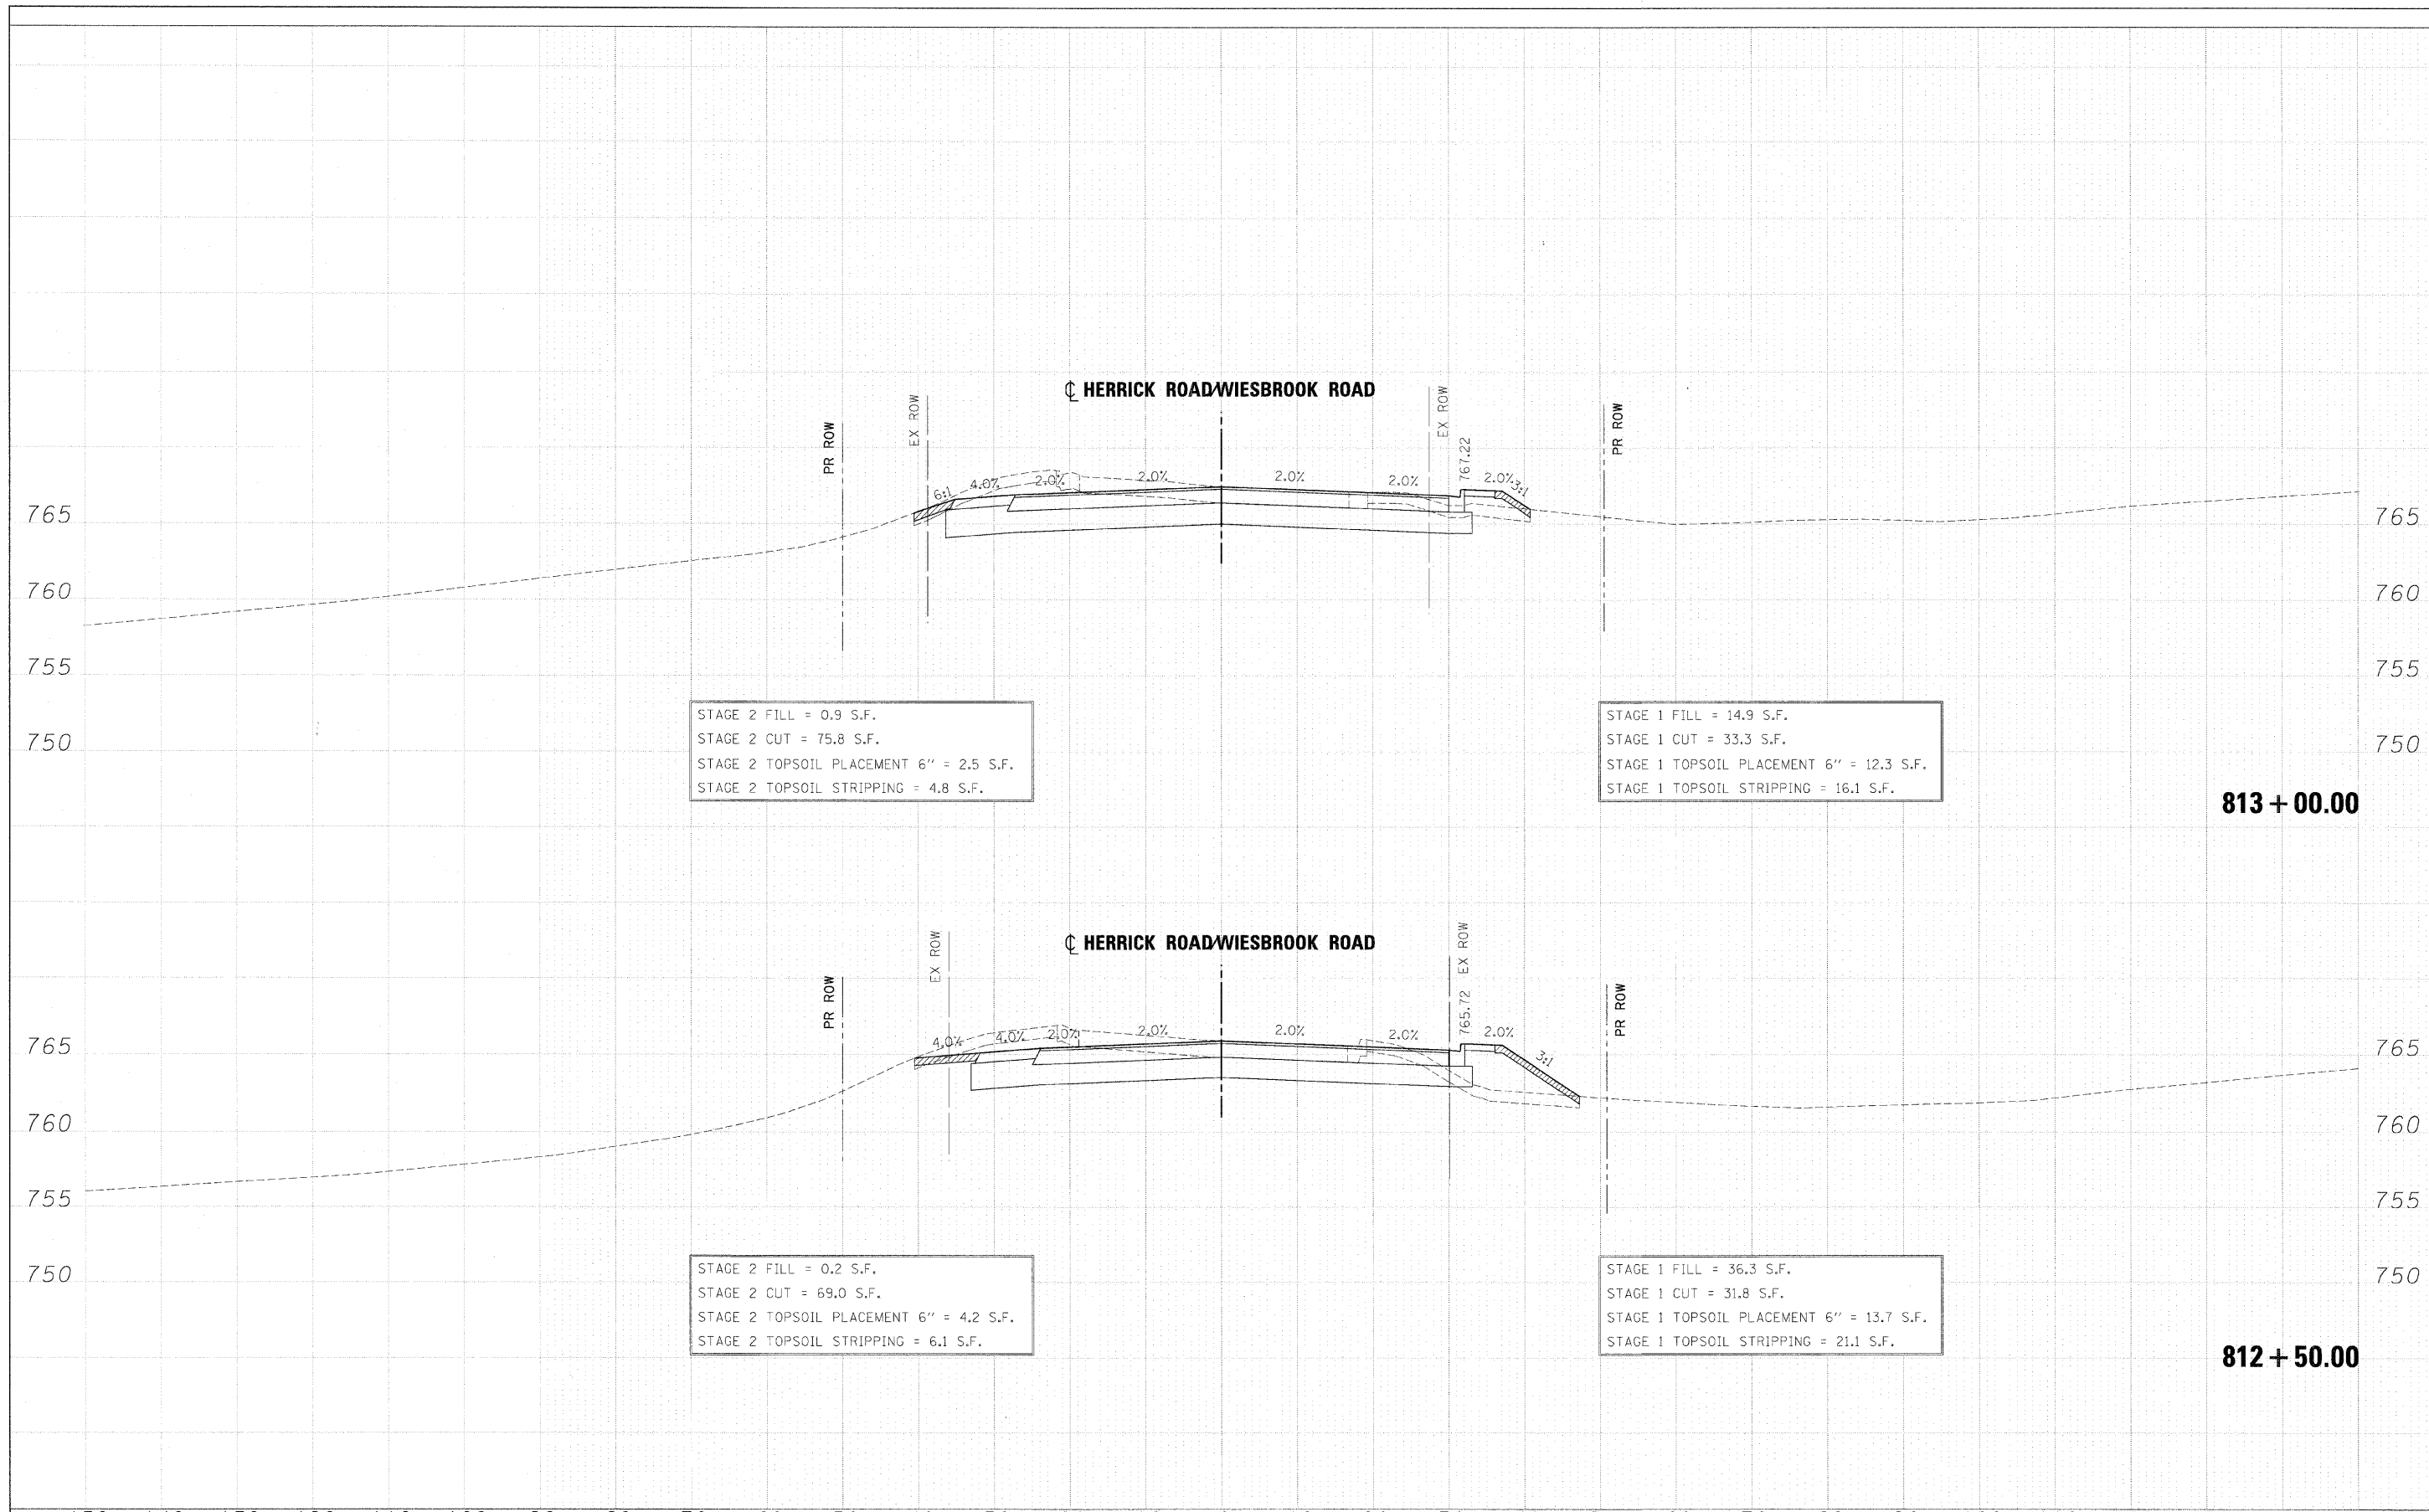 ℄ HERRICK ROAD/WIESBROOK ROAD
PR ROW
EX ROW
EX ROW
767.22
PR ROW
6:1
4.0%
2.0%
2.0%
2.0%
2.0%
2.0%
3:1
765
765
760
760
755
755
750
750
STAGE 2 FILL = 0.9 S.F.
STAGE 2 CUT = 75.8 S.F.
STAGE 2 TOPSOIL PLACEMENT 6" = 2.5 S.F.
STAGE 2 TOPSOIL STRIPPING = 4.8 S.F.
STAGE 1 FILL = 14.9 S.F.
STAGE 1 CUT = 33.3 S.F.
STAGE 1 TOPSOIL PLACEMENT 6" = 12.3 S.F.
STAGE 1 TOPSOIL STRIPPING = 16.1 S.F.
813+00.00
℄ HERRICK ROAD/WIESBROOK ROAD
PR ROW
EX ROW
765.72 EX ROW
PR ROW
4.0%
4.0%
2.0%
2.0%
2.0%
2.0%
2.0%
3:1
765
765
760
760
755
755
750
750
STAGE 2 FILL = 0.2 S.F.
STAGE 2 CUT = 69.0 S.F.
STAGE 2 TOPSOIL PLACEMENT 6" = 4.2 S.F.
STAGE 2 TOPSOIL STRIPPING = 6.1 S.F.
STAGE 1 FILL = 36.3 S.F.
STAGE 1 CUT = 31.8 S.F.
STAGE 1 TOPSOIL PLACEMENT 6" = 13.7 S.F.
STAGE 1 TOPSOIL STRIPPING = 21.1 S.F.
812+50.00